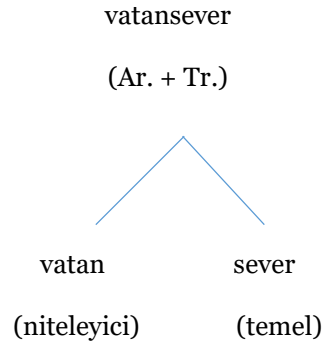 vatansever
(Ar. + Tr.)
vatan sever
(niteleyici) (temel)